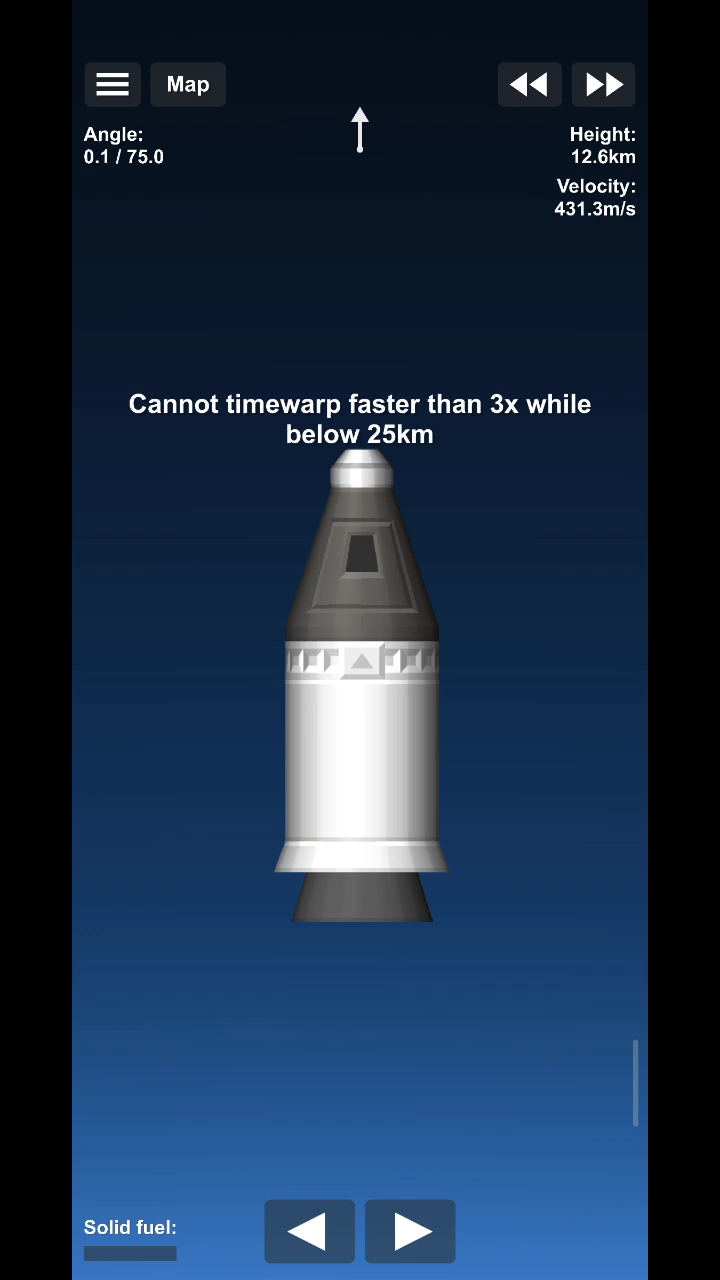 Map
Angle:
0.1 / 75.0
Height:
12.6km
Velocity:
431.3m/s
Cannot timewarp faster than 3x while
below 25km
Solid fuel: